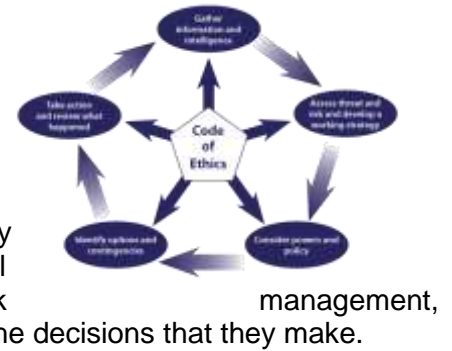 Gather
information and
intelligence
Take action
and review what
happened
Assess threat and
risk and develop a
working strategy
Code
of
Ethics
Identify options and
contingencies
Consider powers and
policy
y
l
k management,
ne decisions that they make.